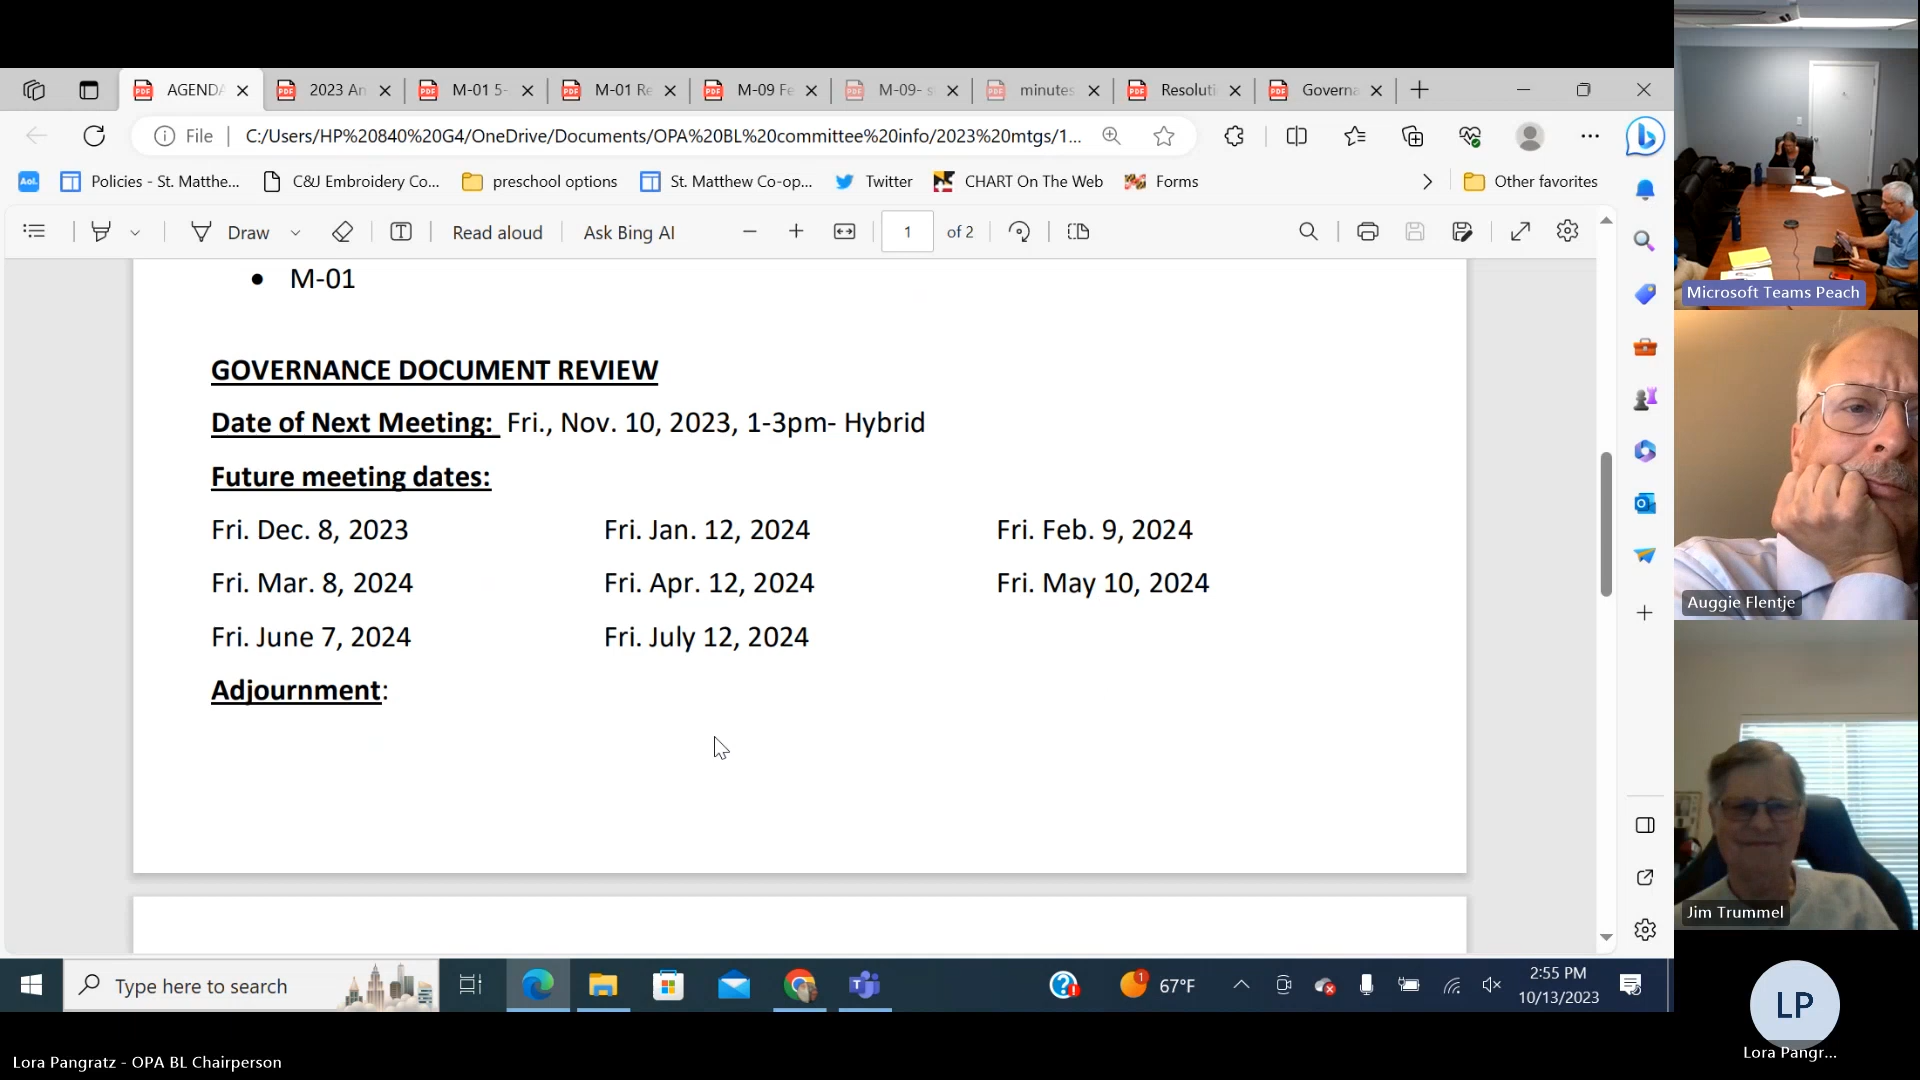 AGENDA
2023 An
M-01 5-
M-01 Re
M-09 Fe
M-09- s
minutes
Resoluti
Governa
File
C:/Users/HP%20840%20G4/OneDrive/Documents/OPA%20BL%20committee%20info/2023%20mtgs/1...
Aol.
Policies - St. Matthe...
C&J Embroidery Co...
preschool options
St. Matthew Co-op...
Twitter
CHART On The Web
Forms
Other favorites
Draw
Read aloud
Ask Bing AI
1
of 2
• M-01
GOVERNANCE DOCUMENT REVIEW
Date of Next Meeting: Fri., Nov. 10, 2023, 1-3pm- Hybrid
Future meeting dates:
Fri. Dec. 8, 2023 Fri. Jan. 12, 2024 Fri. Feb. 9, 2024
Fri. Mar. 8, 2024 Fri. Apr. 12, 2024 Fri. May 10, 2024
Fri. June 7, 2024 Fri. July 12, 2024
Adjournment:
Type here to search
1
67°F
2:55 PM
10/13/2023
Microsoft Teams Peach
Auggie Flentje
Jim Trummel
LP
Lora Pangr...
Lora Pangratz - OPA BL Chairperson